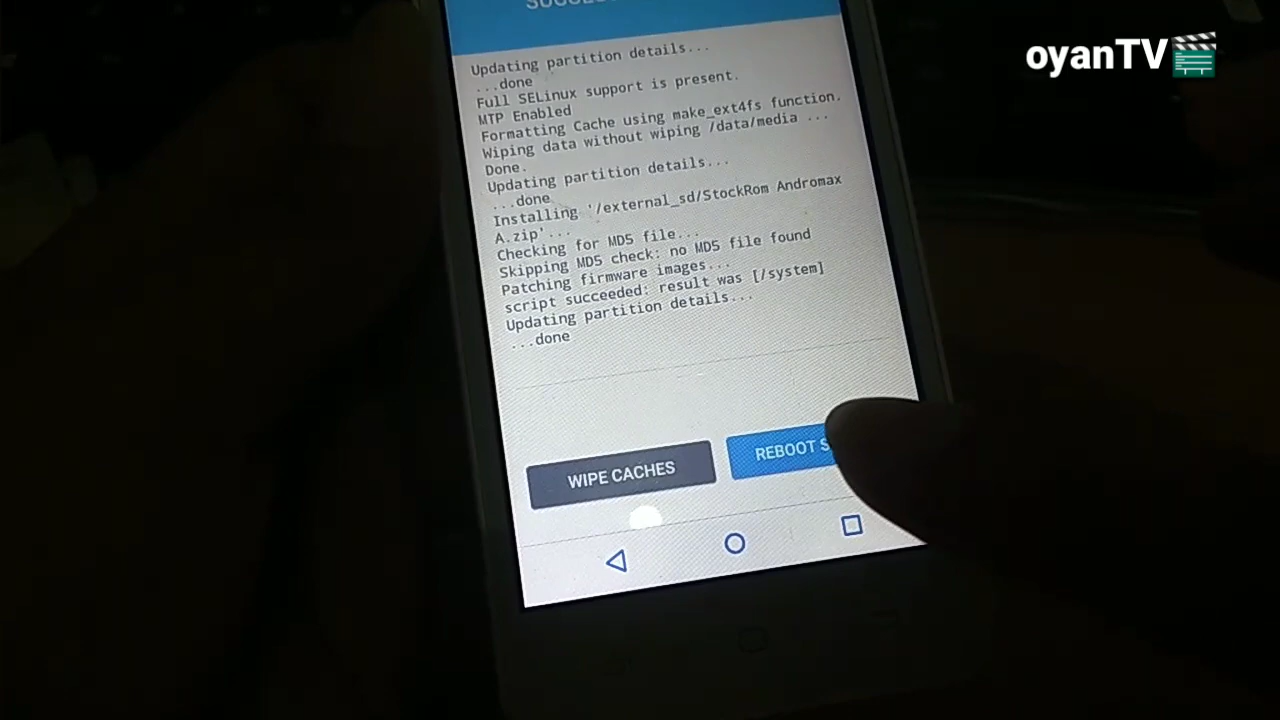 oyanTV
Updating partition details...
...done
Full SELinux support is present.
MTP Enabled
Formatting Cache using make_ext4fs function.
Wiping data without wiping /data/media ...
Done.
Updating partition details...
...done
Installing '/external_sd/StockRom Andromax
A.zip'...
Checking for MD5 file...
Skipping MD5 check: no MD5 file found
Patching firmware images...
script succeeded: result was [/system]
Updating partition details...
...done
WIPE CACHES
REBOOT S